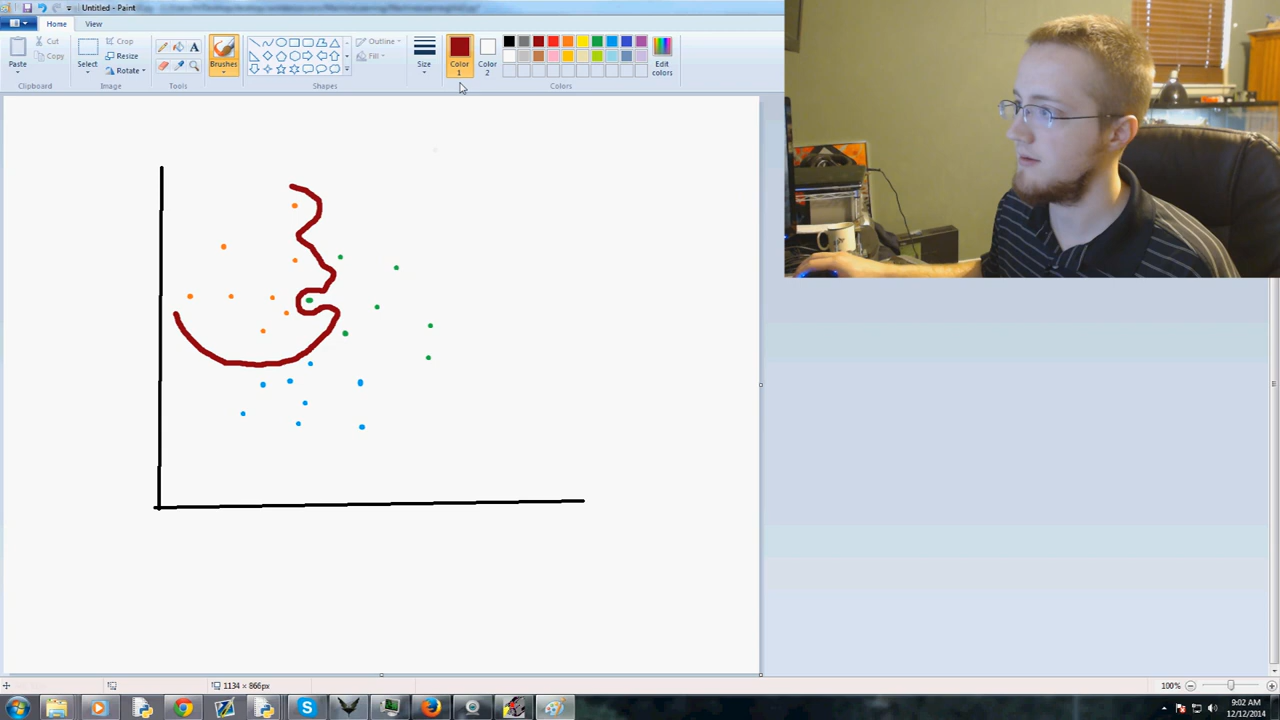 Untitled - Paint
Home View
Paste
Cut
Copy
Clipboard
Select
Crop
Resize
Rotate
Image
A
Tools
Brushes
Shapes
Outline
Fill
Size
Color 1
Color 2
Edit colors
Colors
1134 × 866px
100%
9:02 AM
12/12/2014